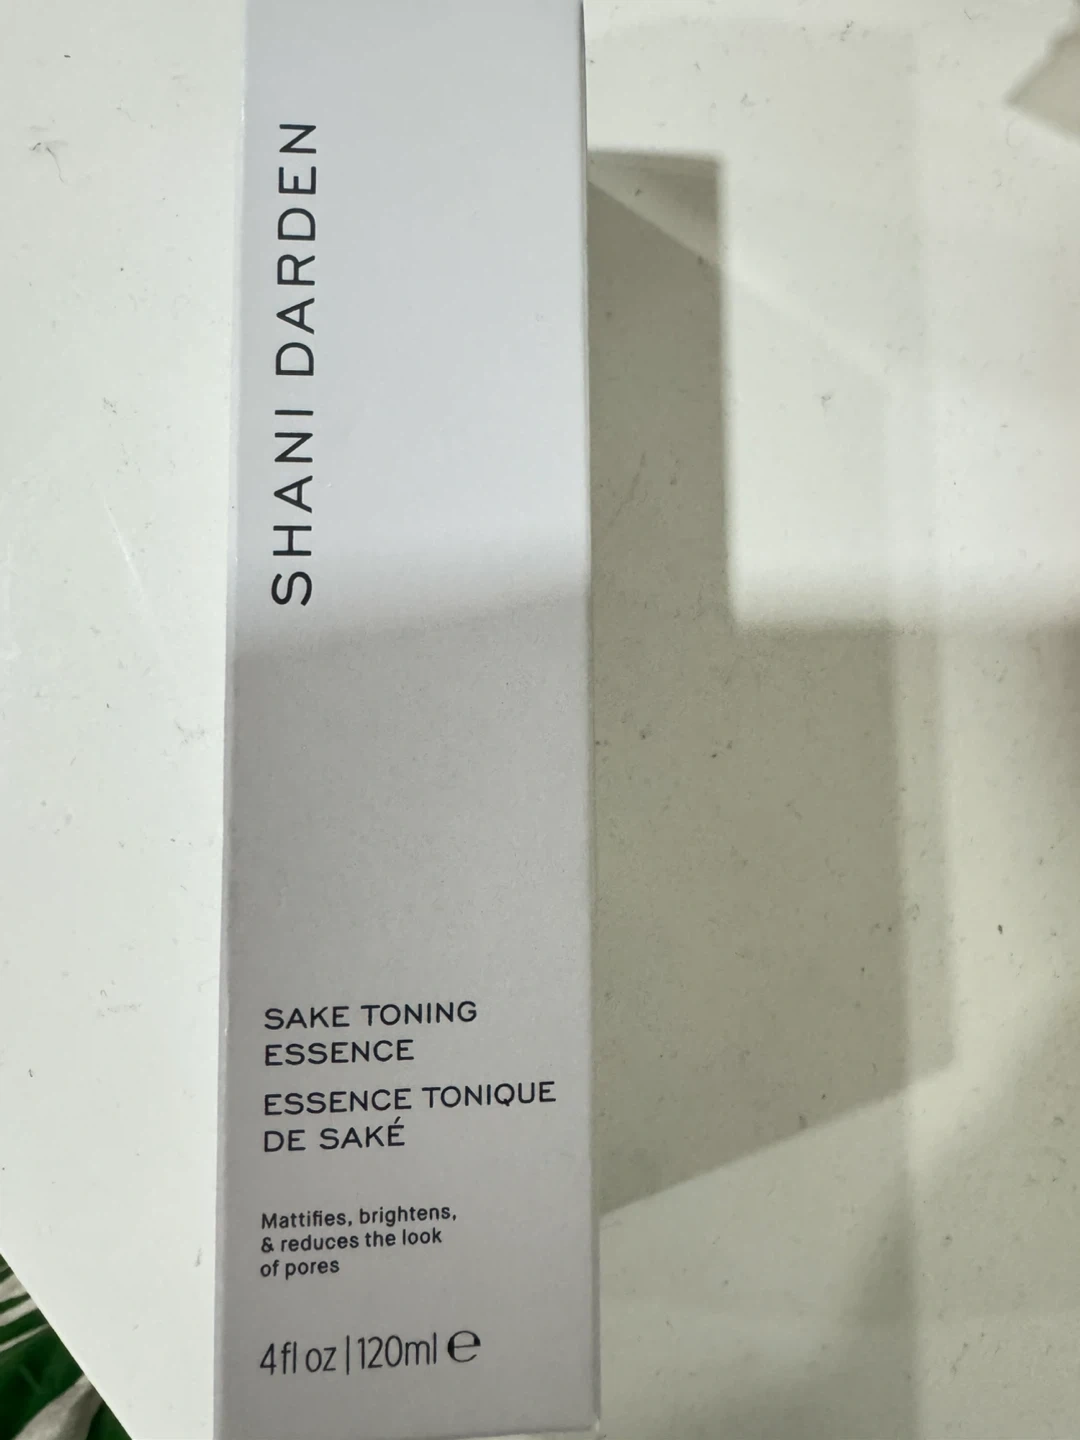 SHANI DARDEN
SAKE TONING
ESSENCE
ESSENCE TONIQUE
DE SAKÉ
Mattifies, brightens,
& reduces the look
of pores
4fl oz | 120ml ℮